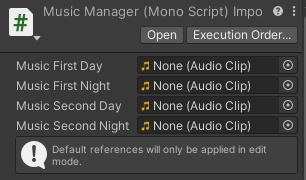 Music Manager (Mono Script) Impo
Open
Execution Order...
Music First Day None (Audio Clip)
Music First Night None (Audio Clip)
Music Second Day None (Audio Clip)
Music Second Night None (Audio Clip)
Default references will only be applied in edit
mode.